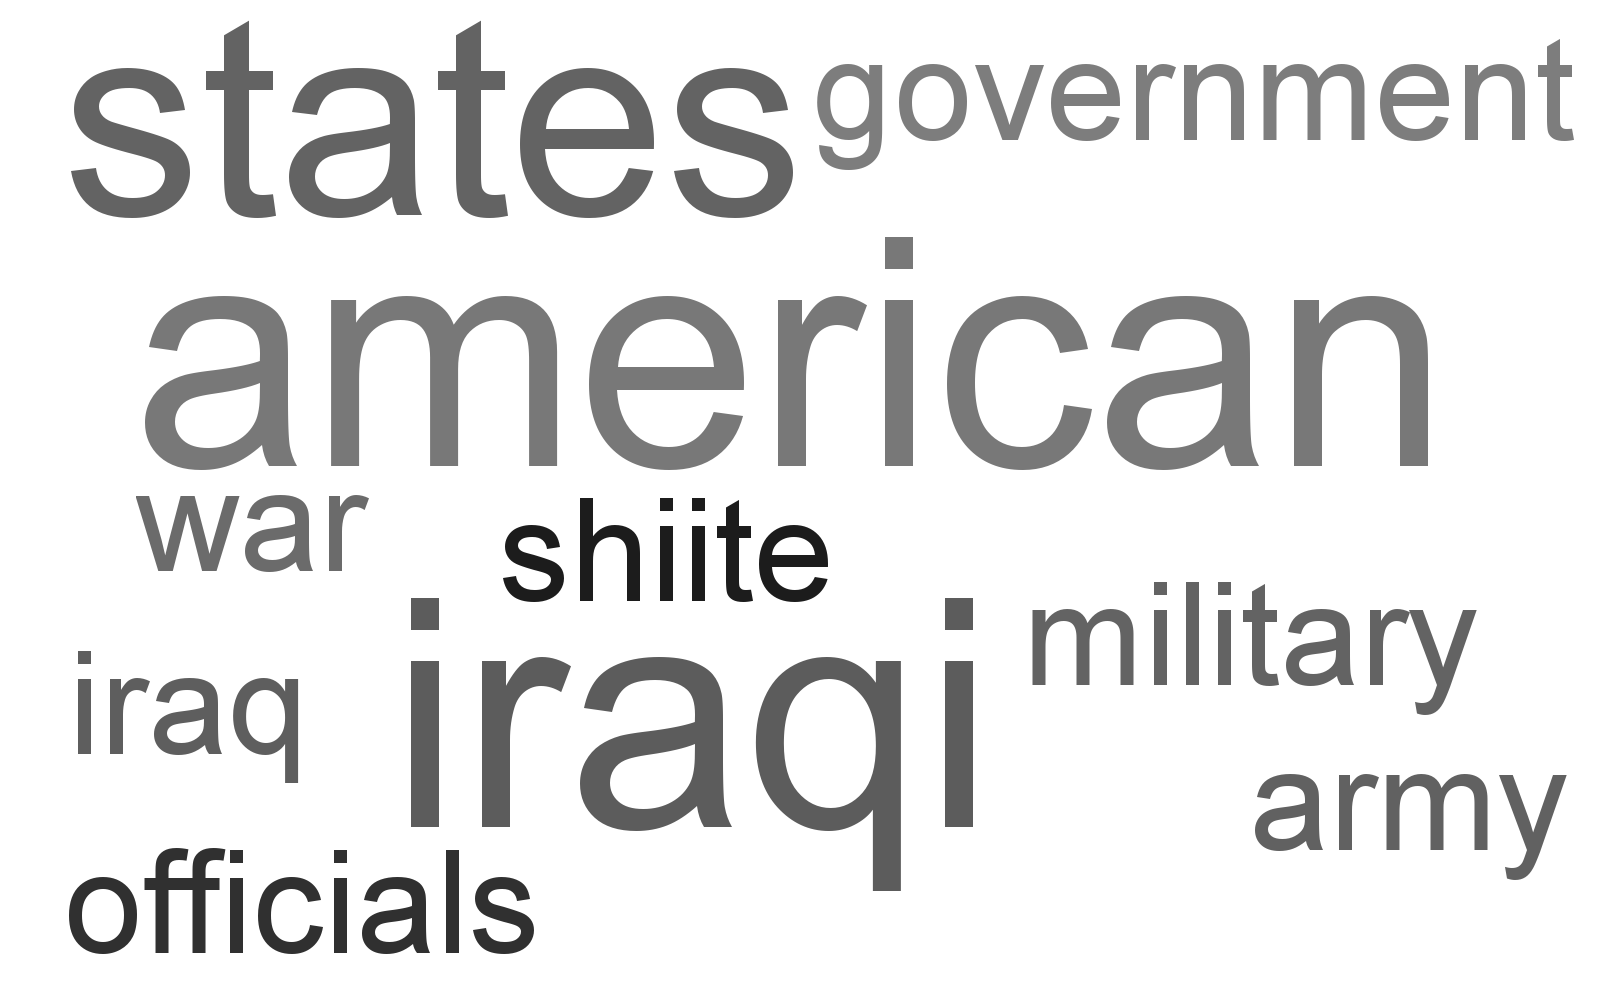 states government
american
war shiite
iraq iraqi military
army
officials